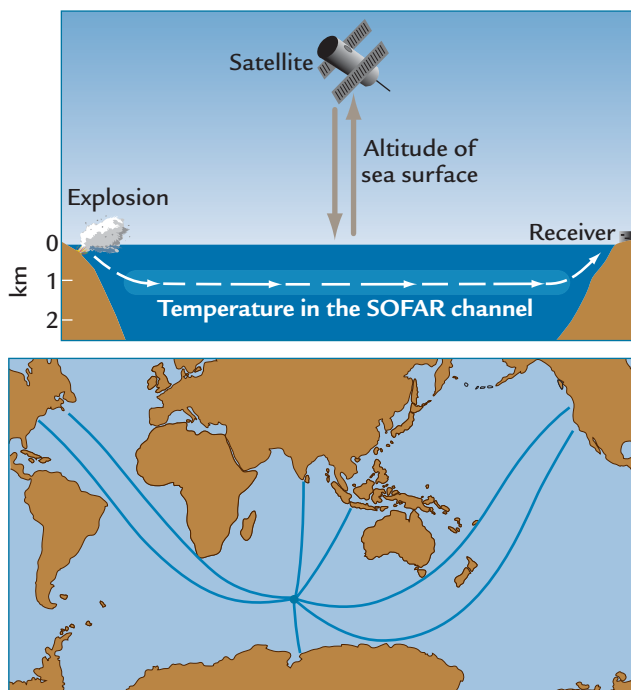 Satellite
Altitude of
sea surface
Explosion
Receiver
0
1
2
km
Temperature in the SOFAR channel